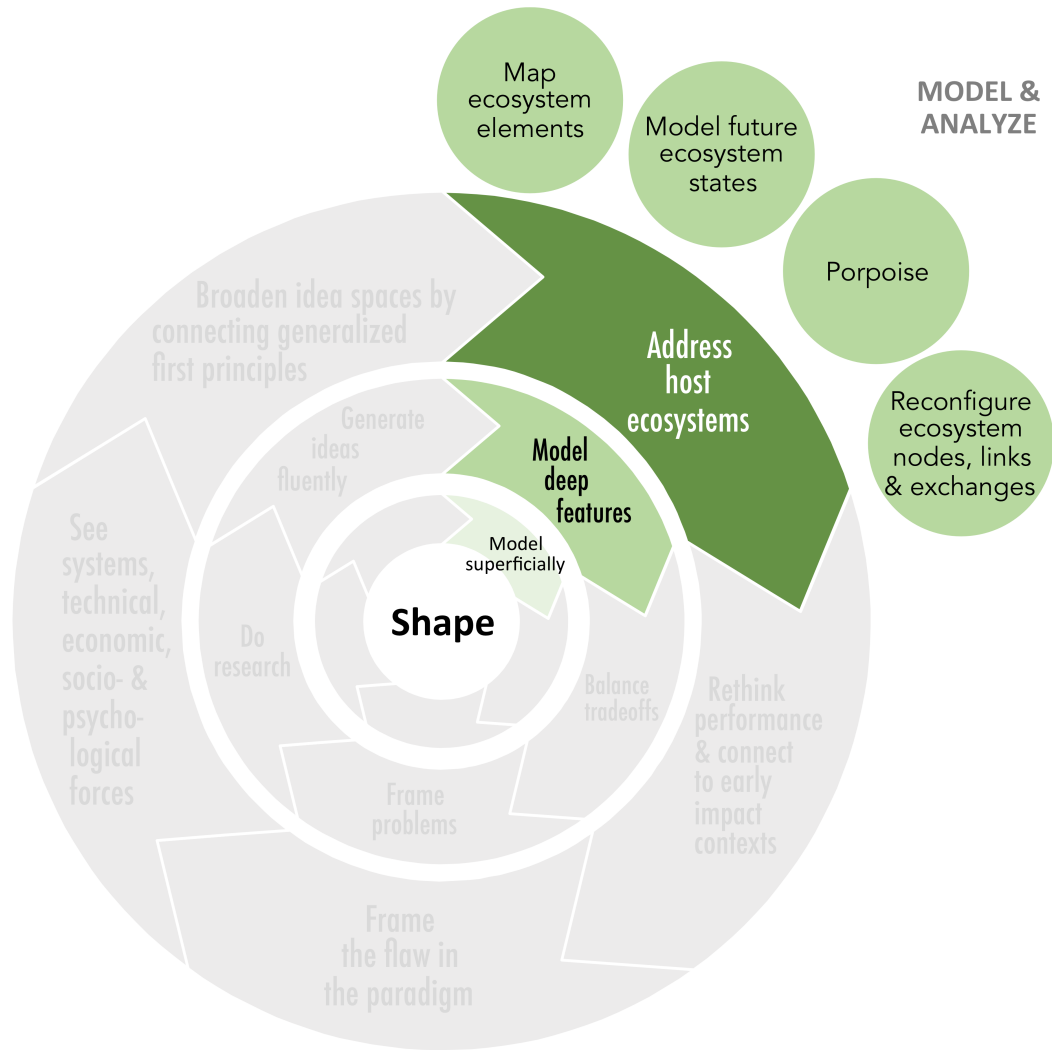 Map
ecosystem
elements
MODEL &
ANALYZE
Model future
ecosystem
states
Porpoise
Reconfigure
ecosystem
nodes, links
& exchanges
Address
host
ecosystems
Broaden idea spaces by
connecting generalized
first principles
Generate
ideas
fluently
Model
deep
features
Model
superficially
Shape
See
systems,
technical,
economic,
socio- &
psycho-
logical
forces
Do
research
Balance
tradeoffs
Rethink
performance
& connect
to early
impact
contexts
Frame
problems
Frame
the flaw in
the paradigm